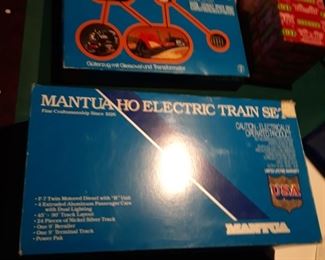 Güterzug mit Gleisoval und Transformator
MANTUA HO ELECTRIC TRAIN SET
Fine Craftsmanship Since 1926
CAUTION: ELECTRICALLY
OPERATED PRODUCT
• F-7 Twin Motored Diesel with "B" Unit
• 4 Extruded Aluminum Passenger Cars
with Dual Lighting
• 45" - 90" Track Layout
• 24 Pieces of Nickel Silver Track
• One 9" Rerailer
• One 9" Terminal Track
• Power Pak
USA
MANTUA